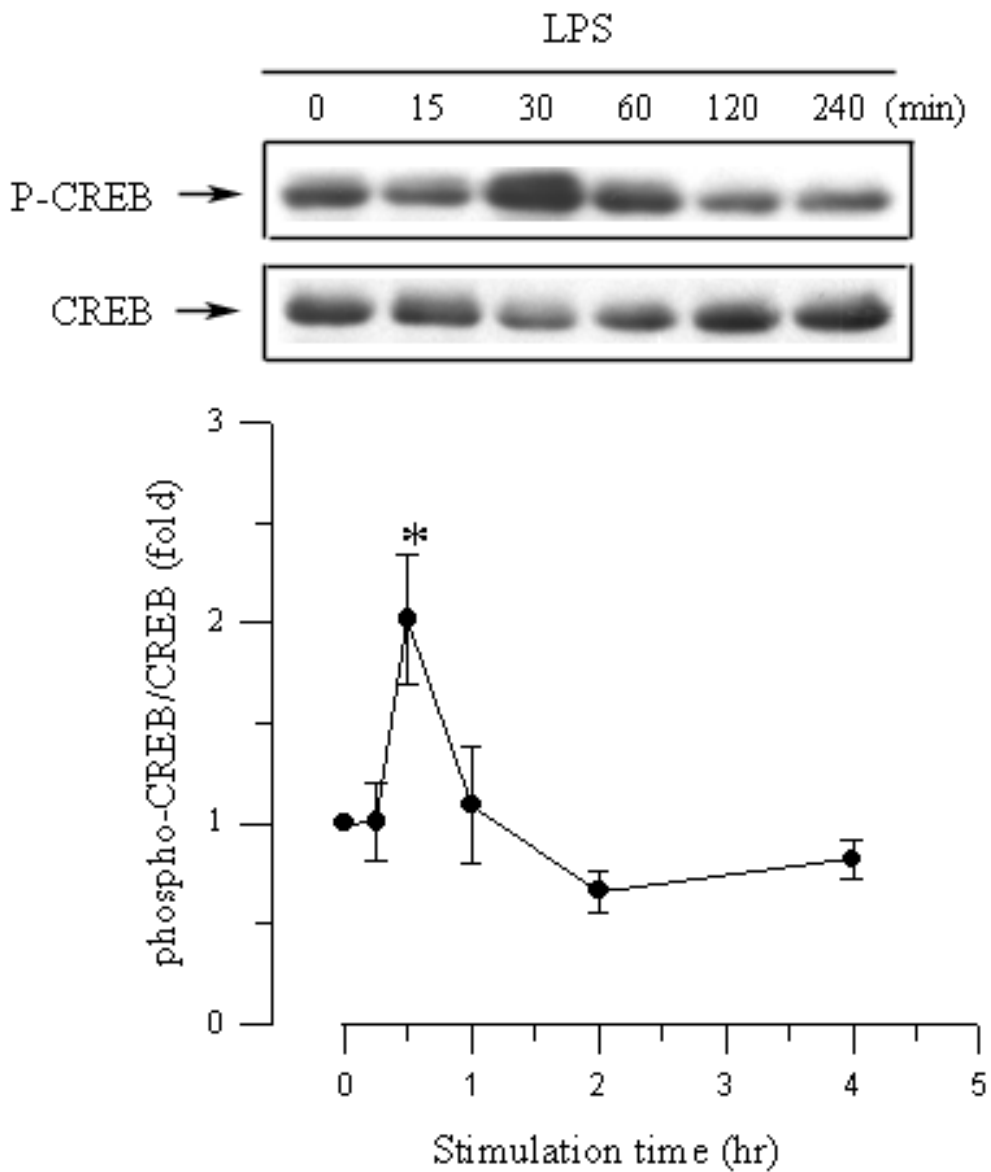 LPS
0 15 30 60 120 240 (min)
P-CREB
CREB
3
2
1
0
phospho-CREB/CREB (fold)
*
0 1 2 3 4 5
Stimulation time (hr)